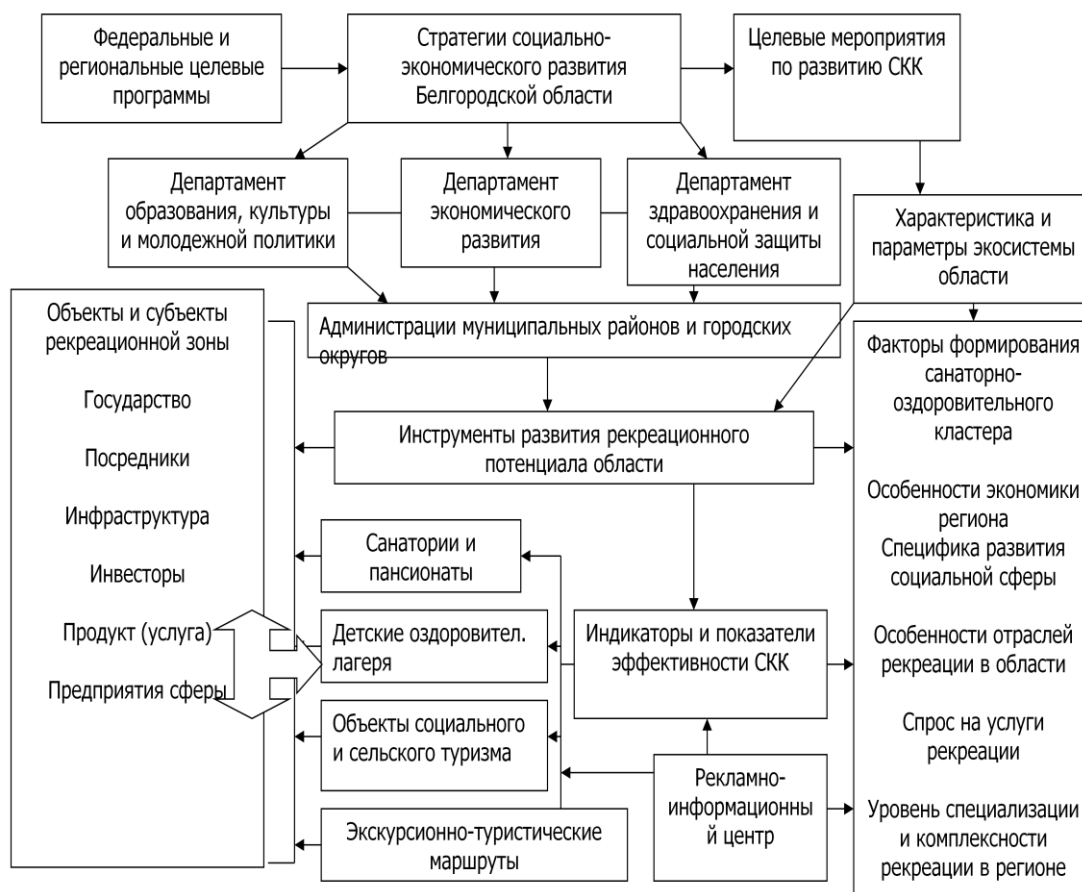 Федеральные и
региональные целевые
программы
Стратегии социально-
экономического развития
Белгородской области
Целевые мероприятия
по развитию СКК
Департамент
образования, культуры
и молодежной политики
Департамент
экономического
развития
Департамент
здравоохранения и
социальной защиты
населения
Характеристика и
параметры экосистемы
области
Объекты и субъекты
рекреационной зоны
Государство
Посредники
Инфраструктура
Инвесторы
Продукт (услуга)
Предприятия сферы
Администрации муниципальных районов и городских
округов
Инструменты развития рекреационного
потенциала области
Санатории и
пансионаты
Детские оздоровител.
лагеря
Объекты социального
и сельского туризма
Экскурсионно-туристические
маршруты
Индикаторы и показатели
эффективности СКК
Рекламно-
информационны
й центр
Факторы формирования
санаторно-
оздоровительного
кластера
Особенности экономики
региона
Специфика развития
социальной сферы
Особенности отраслей
рекреации в области
Спрос на услуги
рекреации
Уровень специализации
и комплексности
рекреации в регионе